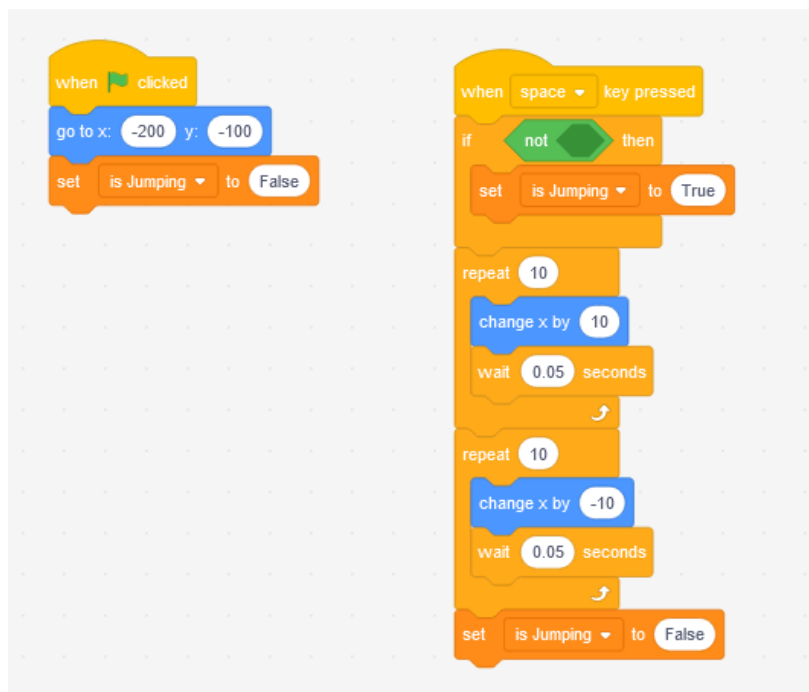 when clicked
go to x: -200 y: -100
set is Jumping to False
when space key pressed
if not then
set is Jumping to True
repeat 10
change x by 10
wait 0.05 seconds
repeat 10
change x by -10
wait 0.05 seconds
set is Jumping to False